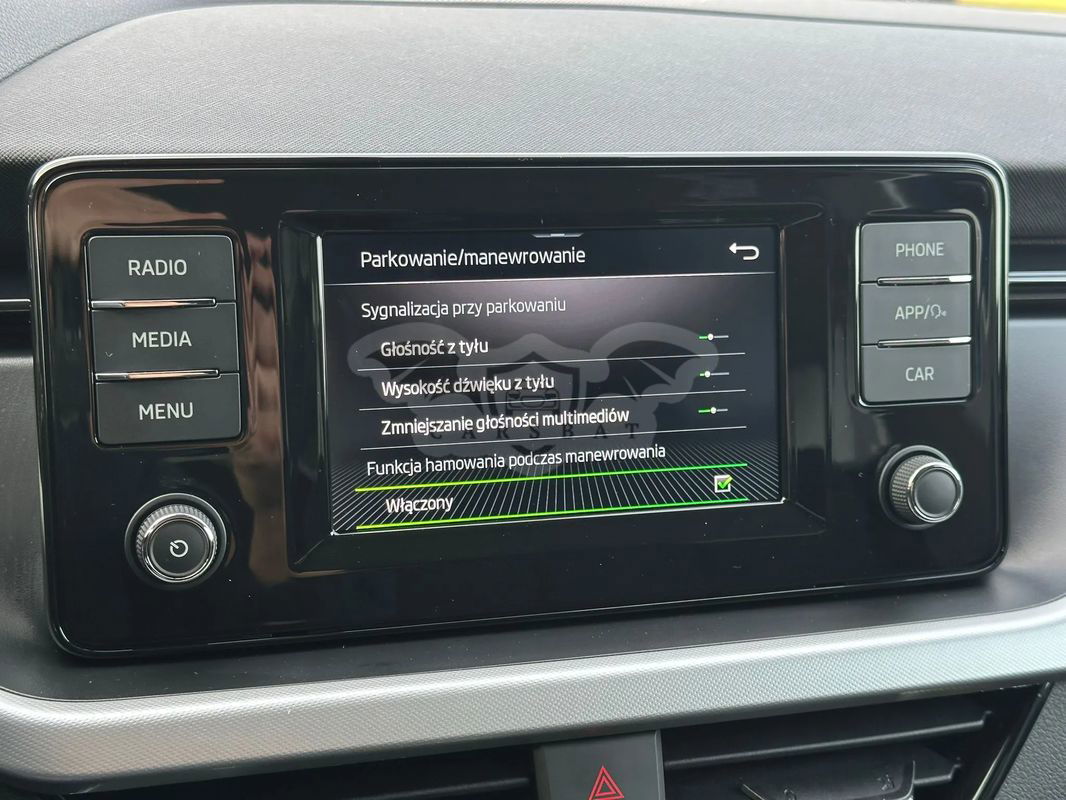 RADIO
MEDIA
MENU
Parkowanie/manewrowanie
Sygnalizacja przy parkowaniu
Głośność z tyłu
Wysokość dźwięku z tyłu
Zmniejszanie głośności multimediów
CARSBAT
Funkcja hamowania podczas manewrowania
Włączony
PHONE
APP/
CAR